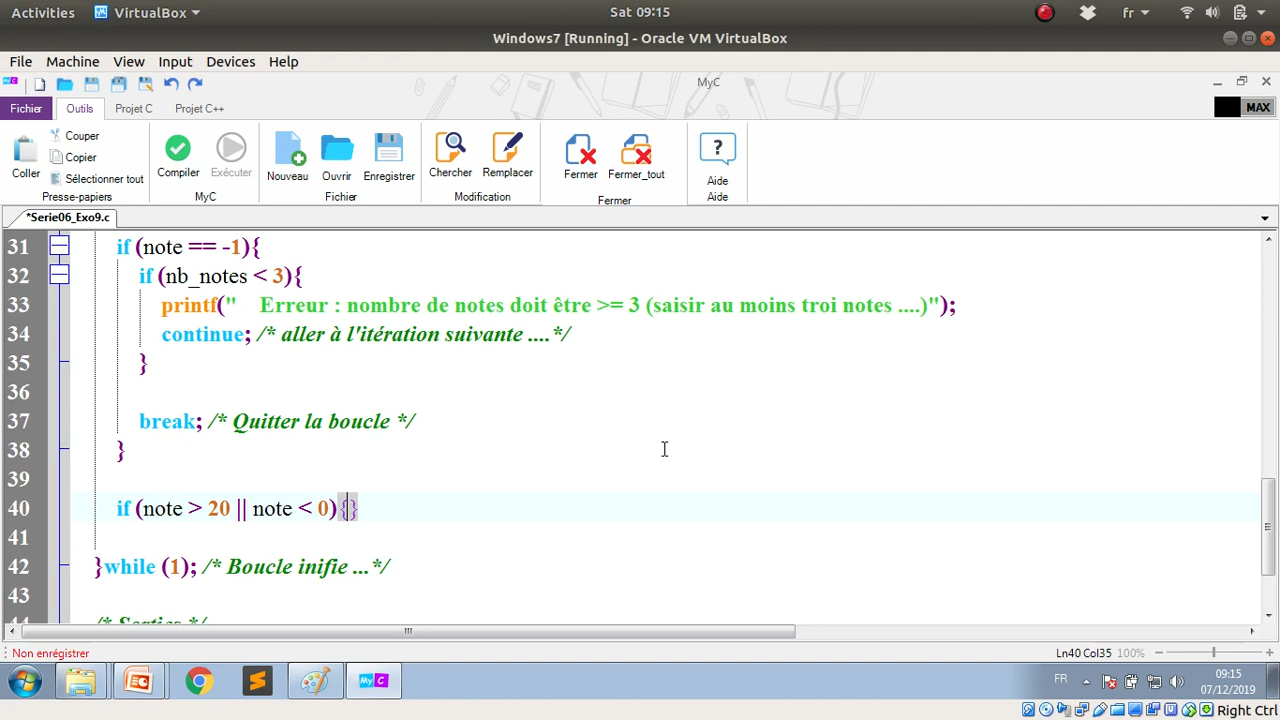 Activities VirtualBox Sat 09:15 fr
Windows7 [Running] - Oracle VM VirtualBox
File Machine View Input Devices Help
MyC
Fichier Outils Projet C Projet C++ MAX
Coller Couper Copier Sélectionner tout Compiler Exécuter Nouveau Ouvrir Enregistrer Chercher Remplacer Fermer Fermer_tout Aide
Presse-papiers MyC Fichier Modification Fermer Aide
*Serie06_Exo9.c
31 if (note == -1){
32 if (nb_notes < 3){
33 printf("   Erreur : nombre de notes doit être >= 3 (saisir au moins troi notes ....)");
34 continue; /* aller à l'itération suivante ....*/
35 }
36
37 break; /* Quitter la boucle */
38 }
39
40 if (note > 20 || note < 0){}
41
42 }while (1); /* Boucle inifie ...*/
43
44 /* Sorties */
Non enrégistrer Ln40 Col35 100%
FR 09:15
07/12/2019
Right Ctrl